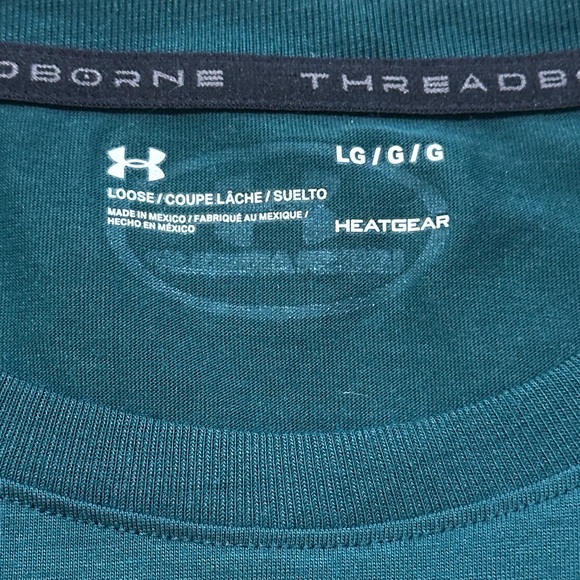 DBORNE THREADBO
LG / G / G
LOOSE / COUPE LÂCHE / SUELTO
MADE IN MEXICO / FABRIQUÉ AU MEXIQUE /
HECHO EN MÉXICO
HEATGEAR